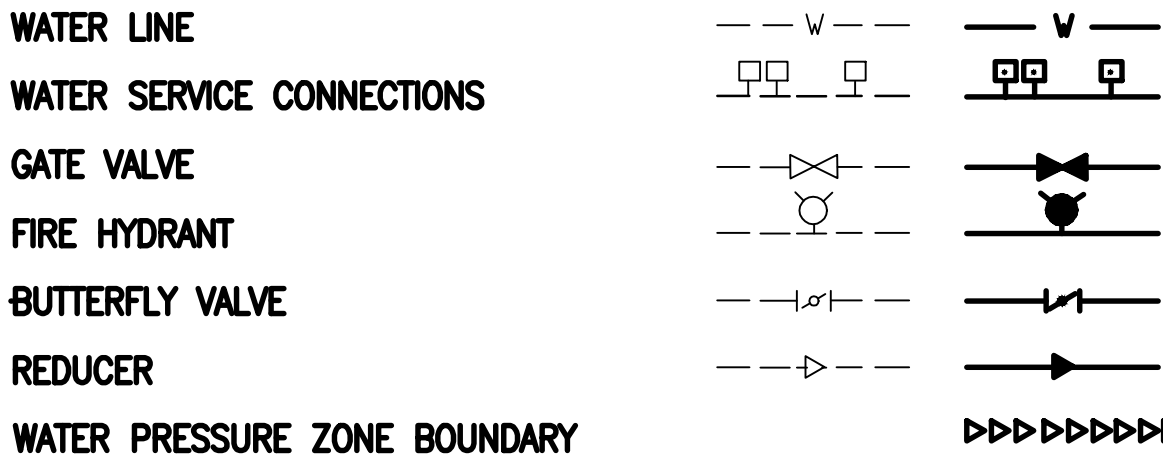 WATER LINE W W
WATER SERVICE CONNECTIONS
GATE VALVE
FIRE HYDRANT
BUTTERFLY VALVE
REDUCER
WATER PRESSURE ZONE BOUNDARY